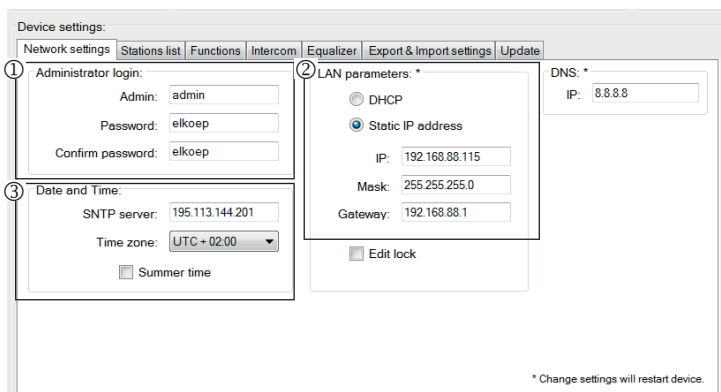 Device settings:
Network settings Stations list Functions Intercom Equalizer Export & Import settings Update
① Administrator login:
Admin: admin
Password: elkoep
Confirm password: elkoep
② LAN parameters: *
DHCP
Static IP address
IP: 192.168.88.115
Mask: 255.255.255.0
Gateway: 192.168.88.1
Edit lock
DNS: *
IP: 8.8.8.8
③ Date and Time:
SNTP server: 195.113.144.201
Time zone: UTC + 02:00
Summer time
* Change settings will restart device.